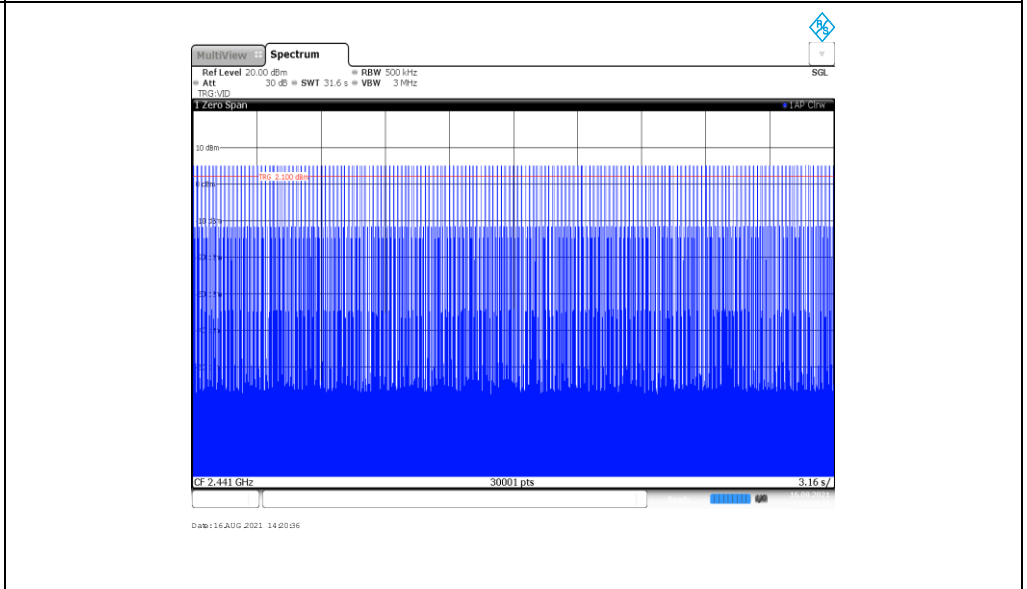 R&S
MultiView Spectrum
Ref Level 20.00 dBm RBW 500 kHz SGL
Att 30 dB SWT 31.6 s VBW 3 MHz
TRG:VID
1 Zero Span 1AP Clrw
10 dBm
TRG 2.100 dBm
0 dBm
-10 dBm
CF 2.441 GHz 30001 pts 3.16 s/
Date:16.AUG.2021 14:20:36